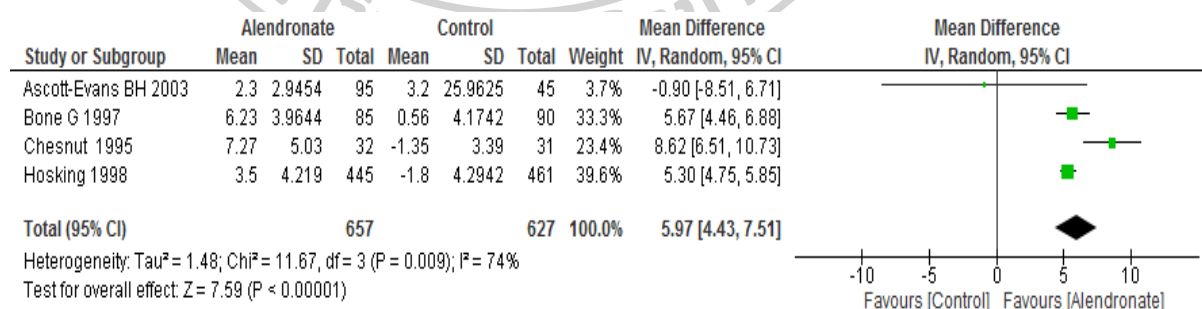 Alendronate Control Mean Difference Mean Difference
Study or Subgroup Mean SD Total Mean SD Total Weight IV, Random, 95% CI IV, Random, 95% CI
Ascott-Evans BH 2003 2.3 2.9454 95 3.2 25.9625 45 3.7% -0.90 [-8.51, 6.71]
Bone G 1997 6.23 3.9644 85 0.56 4.1742 90 33.3% 5.67 [4.46, 6.88]
Chesnut 1995 7.27 5.03 32 -1.35 3.39 31 23.4% 8.62 [6.51, 10.73]
Hosking 1998 3.5 4.219 445 -1.8 4.2942 461 39.6% 5.30 [4.75, 5.85]
Total (95% CI) 657 627 100.0% 5.97 [4.43, 7.51]
Heterogeneity: Tau² = 1.48; Chi² = 11.67, df = 3 (P = 0.009); I² = 74%
Test for overall effect: Z = 7.59 (P < 0.00001)
-10 -5 0 5 10
Favours [Control] Favours [Alendronate]